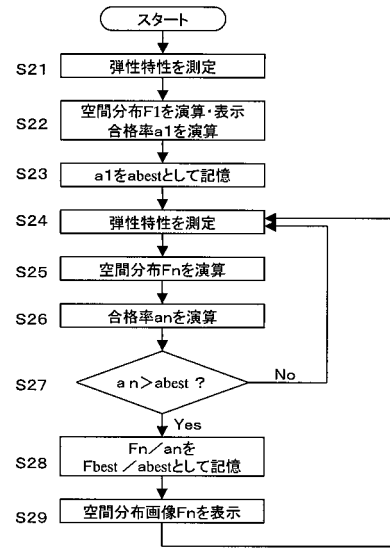 スタート
S21
弾性特性を測定
S22
空間分布F1を演算・表示
合格率a1を演算
S23
a1をabestとして記憶
S24
弾性特性を測定
S25
空間分布Fnを演算
S26
合格率anを演算
S27
an>abest ?
No
Yes
S28
Fn/anを
Fbest/abestとして記憶
S29
空間分布画像Fnを表示